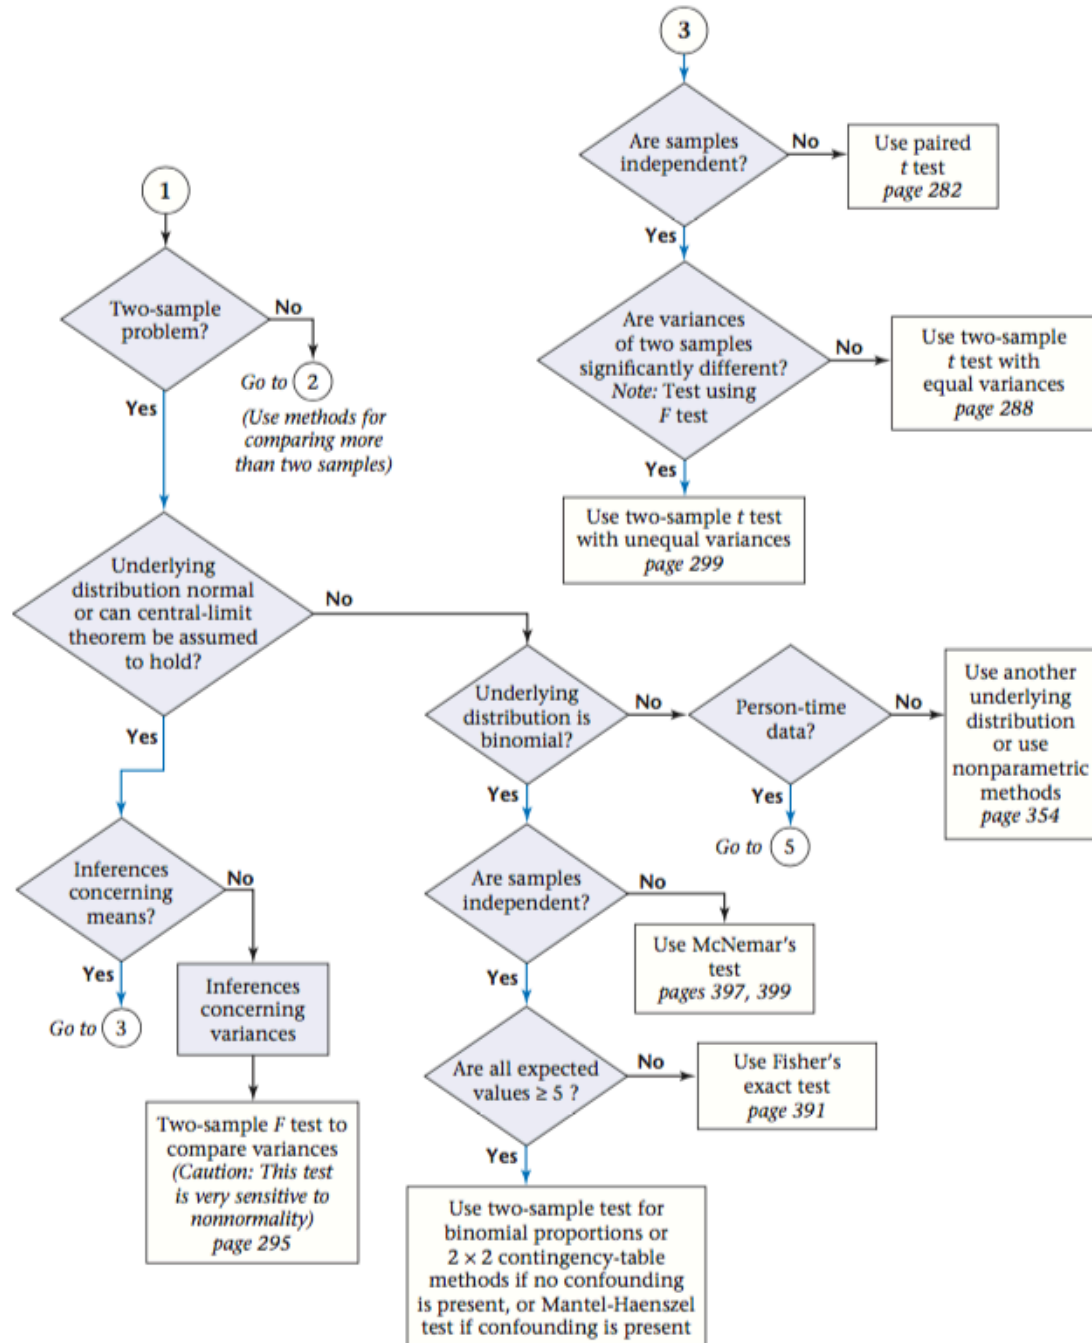 1
Two-sample
problem?
No
Go to 2
(Use methods for
comparing more
than two samples)
Yes
Underlying
distribution normal
or can central-limit
theorem be assumed
to hold?
No
Yes
Inferences
concerning
means?
No
Yes
Go to 3
Inferences
concerning
variances
Two-sample F test to
compare variances
(Caution: This test
is very sensitive to
nonnormality)
page 295
3
Are samples
independent?
No
Use paired
t test
page 282
Yes
Are variances
of two samples
significantly different?
Note: Test using
F test
No
Use two-sample
t test with
equal variances
page 288
Yes
Use two-sample t test
with unequal variances
page 299
Underlying
distribution is
binomial?
No
Person-time
data?
No
Use another
underlying
distribution
or use
nonparametric
methods
page 354
Yes
Go to 5
Yes
Are samples
independent?
No
Use McNemar's
test
pages 397, 399
Yes
Are all expected
values ≥ 5 ?
No
Use Fisher's
exact test
page 391
Yes
Use two-sample test for
binomial proportions or
2 × 2 contingency-table
methods if no confounding
is present, or Mantel-Haenszel
test if confounding is present